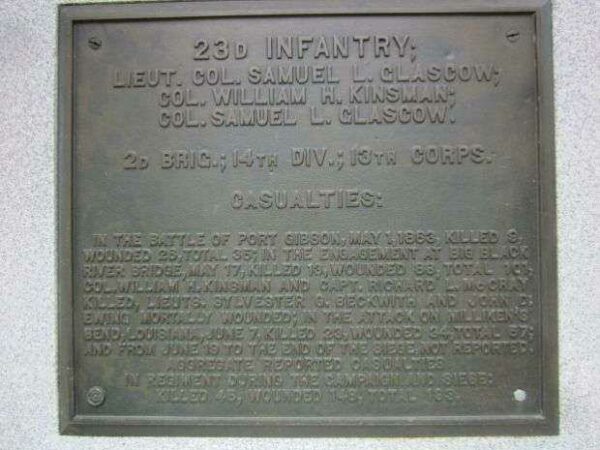 23D INFANTRY;
LIEUT. COL. SAMUEL L. GLASGOW;
COL. WILLIAM H. KINSMAN;
COL. SAMUEL L. GLASGOW.
2D BRIG.; 14TH DIV.; 13TH CORPS.
CASUALTIES:
IN THE BATTLE OF PORT GIBSON, MAY 1, 1863, KILLED 9,
WOUNDED 26, TOTAL 35; IN THE ENGAGEMENT AT BIG BLACK
RIVER BRIDGE, MAY 17, KILLED 13, WOUNDED 88, TOTAL 101,
COL. WILLIAM H. KINSMAN AND CAPT. RICHARD L. MCCRAY
KILLED, LIEUTS. SYLVESTER G. BECKWITH AND JOHN D.
EWING MORTALLY WOUNDED; IN THE ATTACK ON MILLIKEN'S
BEND, LOUISIANA, JUNE 7, KILLED 23, WOUNDED 34, TOTAL 57;
AND FROM JUNE 19 TO THE END OF THE SIEGE, NOT REPORTED.
AGGREGATE REPORTED CASUALTIES
IN REGIMENT DURING THE CAMPAIGN AND SIEGE:
KILLED 45, WOUNDED 148, TOTAL 193.